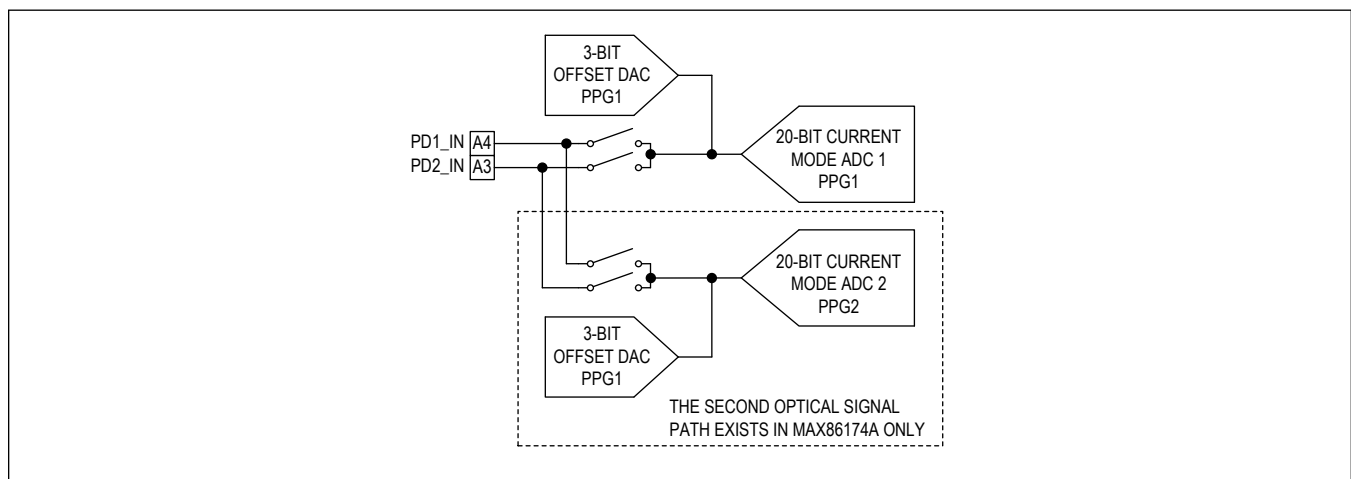 3-BIT
OFFSET DAC
PPG1
PD1_IN A4
PD2_IN A3
20-BIT CURRENT
MODE ADC 1
PPG1
20-BIT CURRENT
MODE ADC 2
PPG2
3-BIT
OFFSET DAC
PPG1
THE SECOND OPTICAL SIGNAL
PATH EXISTS IN MAX86174A ONLY